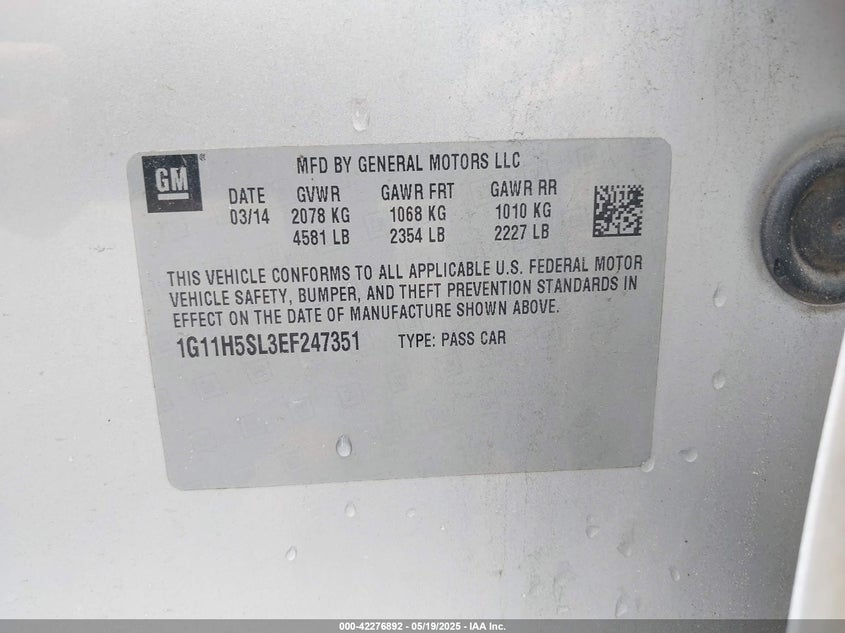 GM ®
MFD BY GENERAL MOTORS LLC
DATE GVWR GAWR FRT GAWR RR
03/14 2078 KG 1068 KG 1010 KG
4581 LB 2354 LB 2227 LB
THIS VEHICLE CONFORMS TO ALL APPLICABLE U.S. FEDERAL MOTOR
VEHICLE SAFETY, BUMPER, AND THEFT PREVENTION STANDARDS IN
EFFECT ON THE DATE OF MANUFACTURE SHOWN ABOVE.
1G11H5SL3EF247351 TYPE: PASS CAR
000-42276892 - 05/19/2025 - IAA Inc.